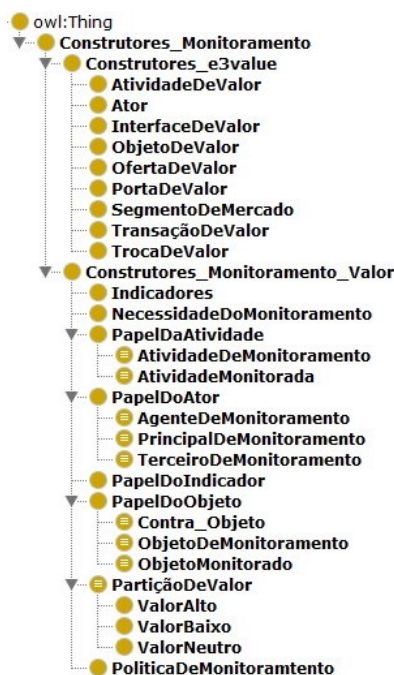 owl:Thing
Construtores_Monitoramento
Construtores_e3value
AtividadeDeValor
Ator
InterfaceDeValor
ObjetoDeValor
OfertaDeValor
PortaDeValor
SegmentoDeMercado
TransaçãoDeValor
TrocaDeValor
Construtores_Monitoramento_Valor
Indicadores
NecessidadeDoMonitoramento
PapelDaAtividade
AtividadeDeMonitoramento
AtividadeMonitorada
PapelDoAtor
AgenteDeMonitoramento
PrincipalDeMonitoramento
TerceiroDeMonitoramento
PapelDoIndicador
PapelDoObjeto
Contra_Objeto
ObjetoDeMonitoramento
ObjetoMonitorado
PartiçãoDeValor
ValorAlto
ValorBaixo
ValorNeutro
PoliticaDeMonitoramtento